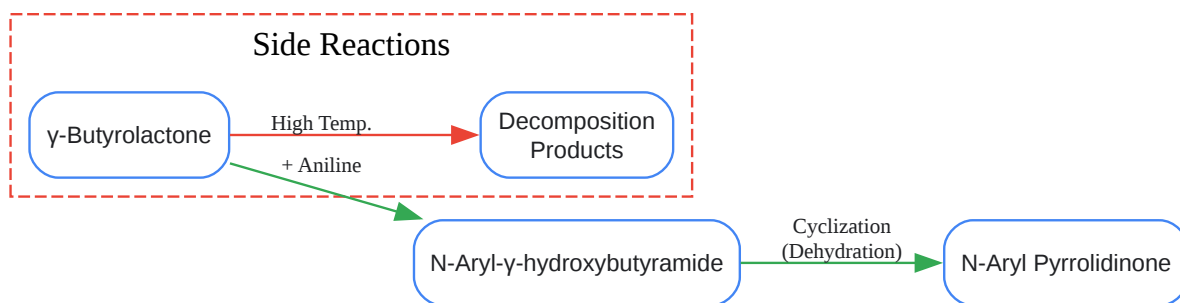 Side Reactions
γ-Butyrolactone
High Temp.
Decomposition
Products
+ Aniline
N-Aryl-γ-hydroxybutyramide
Cyclization
(Dehydration)
N-Aryl Pyrrolidinone